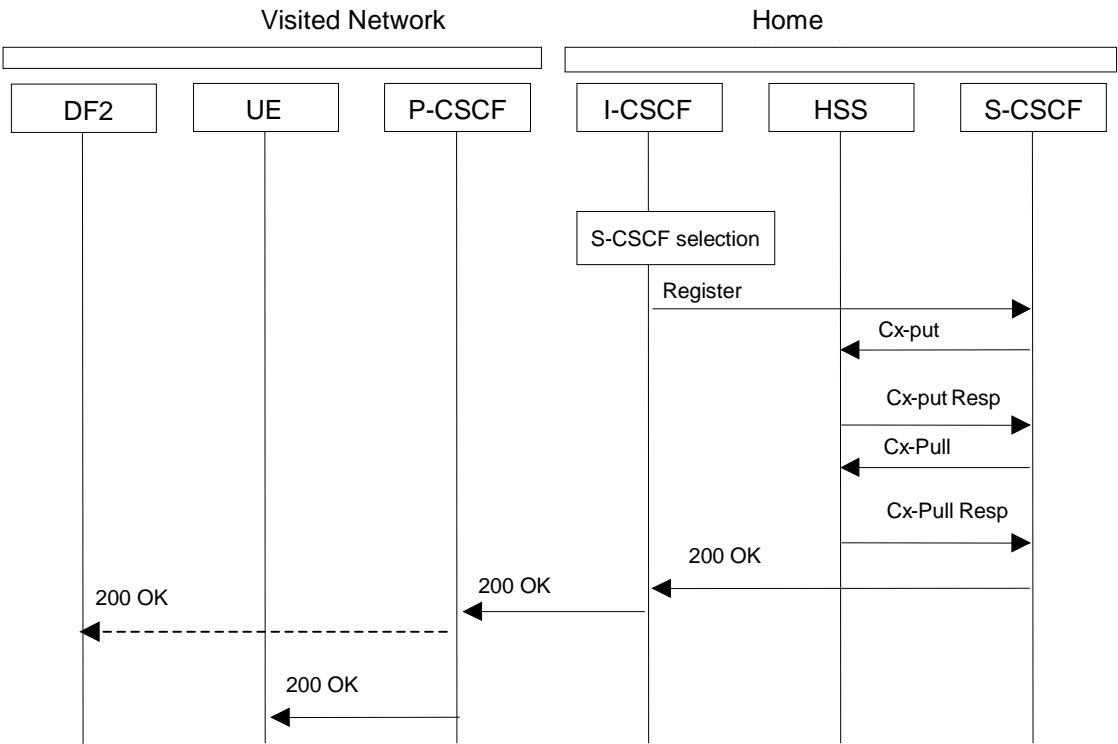 Visited Network
Home
DF2
UE
P-CSCF
I-CSCF
HSS
S-CSCF
S-CSCF selection
Register
Cx-put
Cx-put Resp
Cx-Pull
Cx-Pull Resp
200 OK
200 OK
200 OK
200 OK